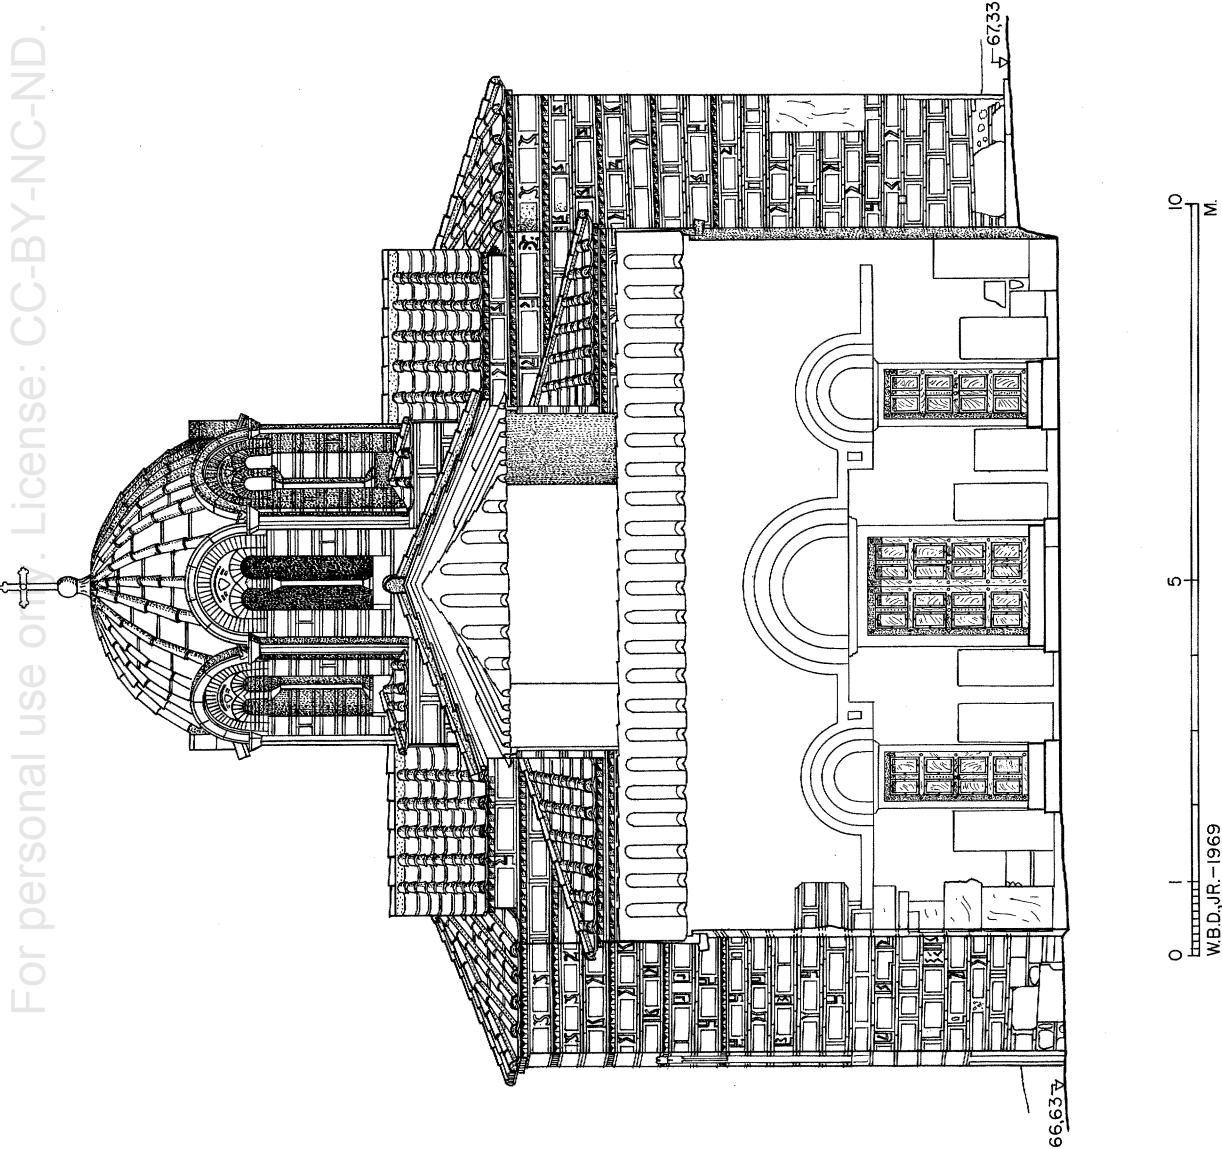 For personal use only. License: CC-BY-NC-ND.
66,63
67,33
0 1 5 10
M.
W.B.D.,JR.–1969